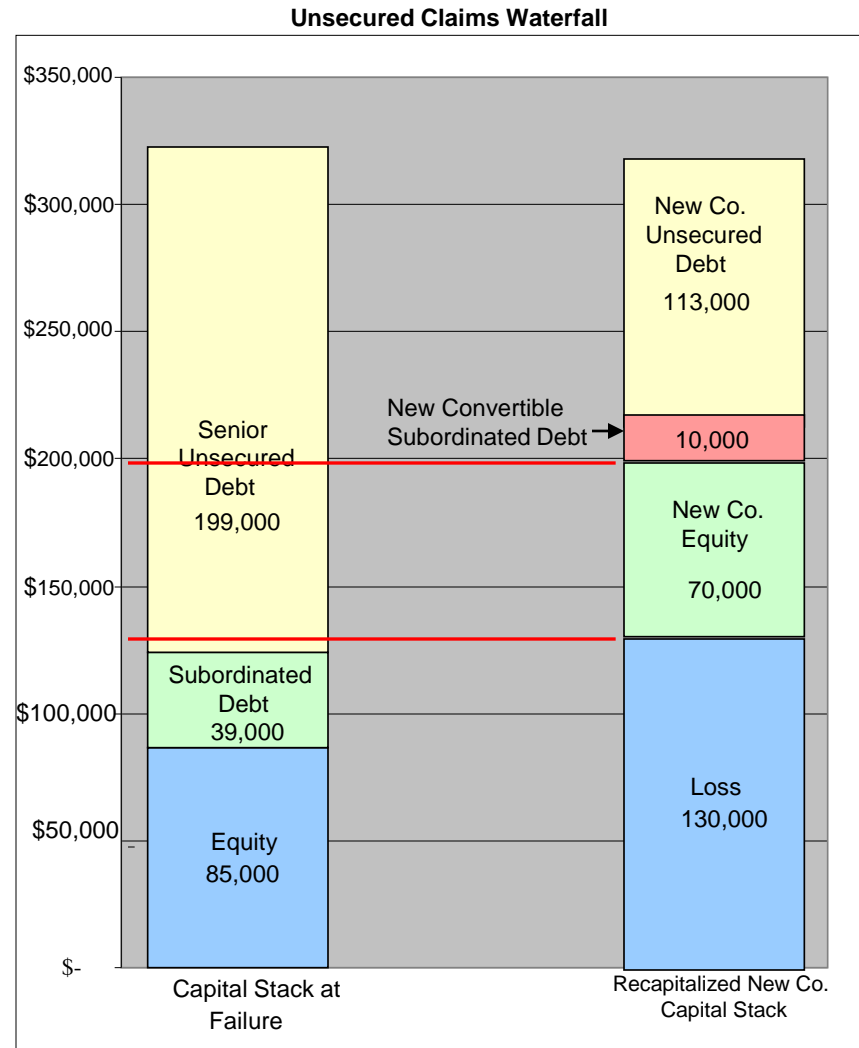 Unsecured Claims Waterfall
$350,000
$300,000
$250,000
$200,000
$150,000
$100,000
$50,000
$-
Senior
Unsecured
Debt
199,000
Subordinated
Debt
39,000
Equity
85,000
New Convertible
Subordinated Debt
New Co.
Unsecured
Debt
113,000
10,000
New Co.
Equity
70,000
Loss
130,000
Capital Stack at
Failure
Recapitalized New Co.
Capital Stack